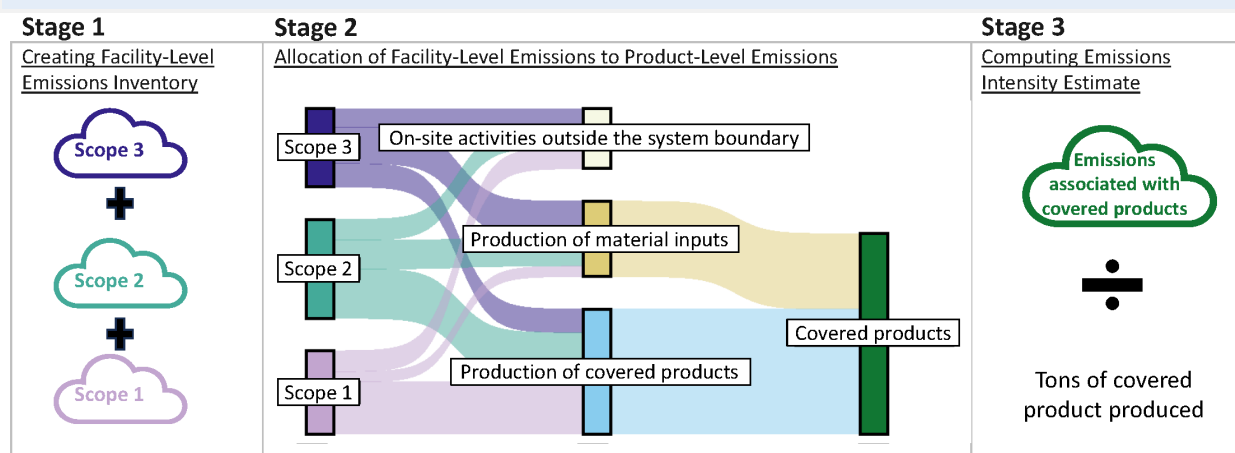 Stage 1
Creating Facility-Level
Emissions Inventory
Scope 3
Scope 2
Scope 1
Stage 2
Allocation of Facility-Level Emissions to Product-Level Emissions
Scope 3
On-site activities outside the system boundary
Production of material inputs
Scope 2
Covered products
Production of covered products
Scope 1
Stage 3
Computing Emissions
Intensity Estimate
Emissions
associated with
covered products
Tons of covered
product produced